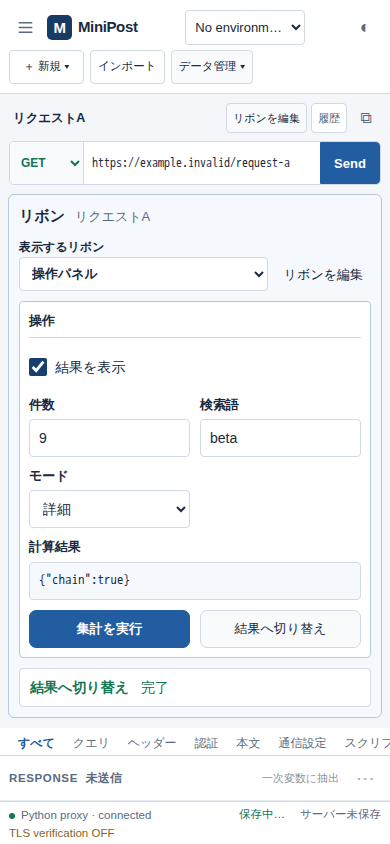 M MiniPost No environm…
＋ 新規 ▾ インポート データ管理 ▾
リクエストA リボンを編集 履歴
GET https://example.invalid/request-a Send
リボン リクエストA
表示するリボン
操作パネル リボンを編集
操作
結果を表示
件数 検索語
9 beta
モード
詳細
計算結果
{"chain":true}
集計を実行 結果へ切り替え
結果へ切り替え 完了
すべて クエリ ヘッダー 認証 本文 通信設定 スクリプ
RESPONSE 未送信 一次変数に抽出 ···
Python proxy · connected 保存中… サーバー未保存
TLS verification OFF